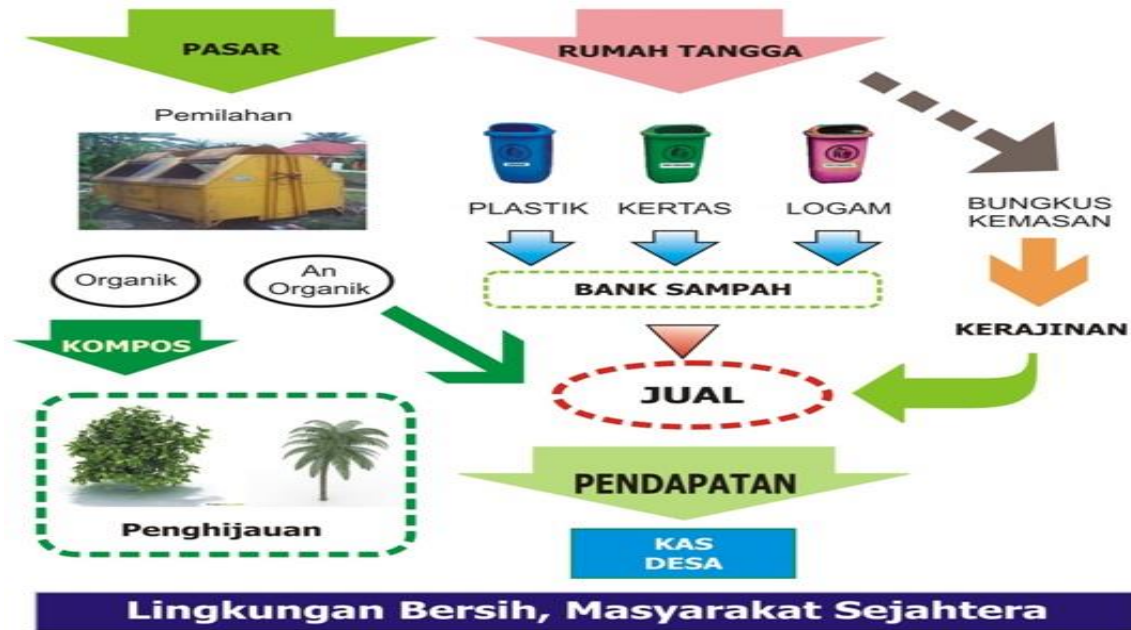 PASAR
RUMAH TANGGA
Pemilahan
PLASTIK
KERTAS
LOGAM
BUNGKUS
KEMASAN
Organik
An
Organik
BANK SAMPAH
KERAJINAN
KOMPOS
JUAL
PENDAPATAN
Penghijauan
KAS
DESA
Lingkungan Bersih, Masyarakat Sejahtera